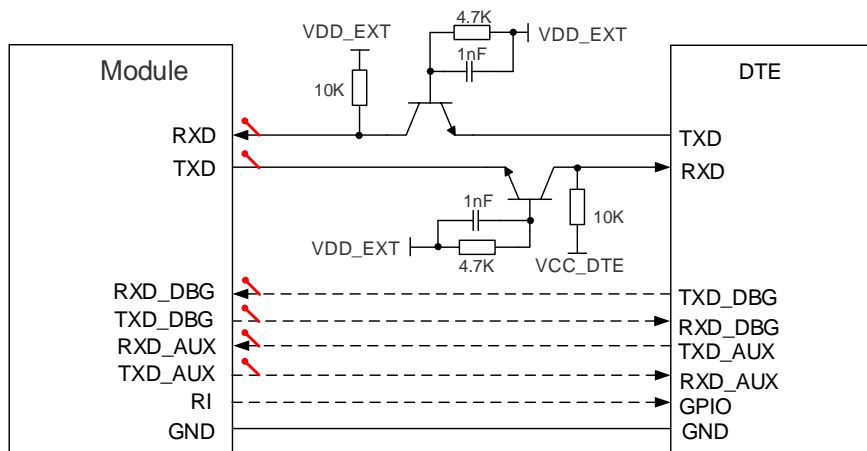 4.7K
VDD_EXT
VDD_EXT
1nF
Module
DTE
10K
RXD
TXD
TXD
RXD
1nF
10K
VDD_EXT
4.7K
VCC_DTE
RXD_DBG
TXD_DBG
TXD_DBG
RXD_DBG
RXD_AUX
TXD_AUX
TXD_AUX
RXD_AUX
RI
GPIO
GND
GND